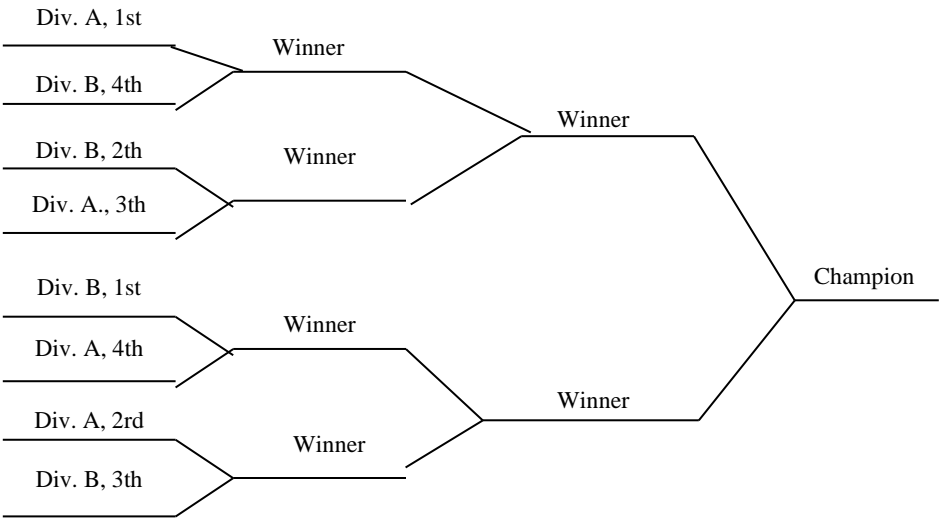 Div. A, 1st
Winner
Div. B, 4th
Winner
Div. B, 2th
Winner
Div. A., 3th
Champion
Div. B, 1st
Winner
Div. A, 4th
Winner
Div. A, 2rd
Winner
Div. B, 3th